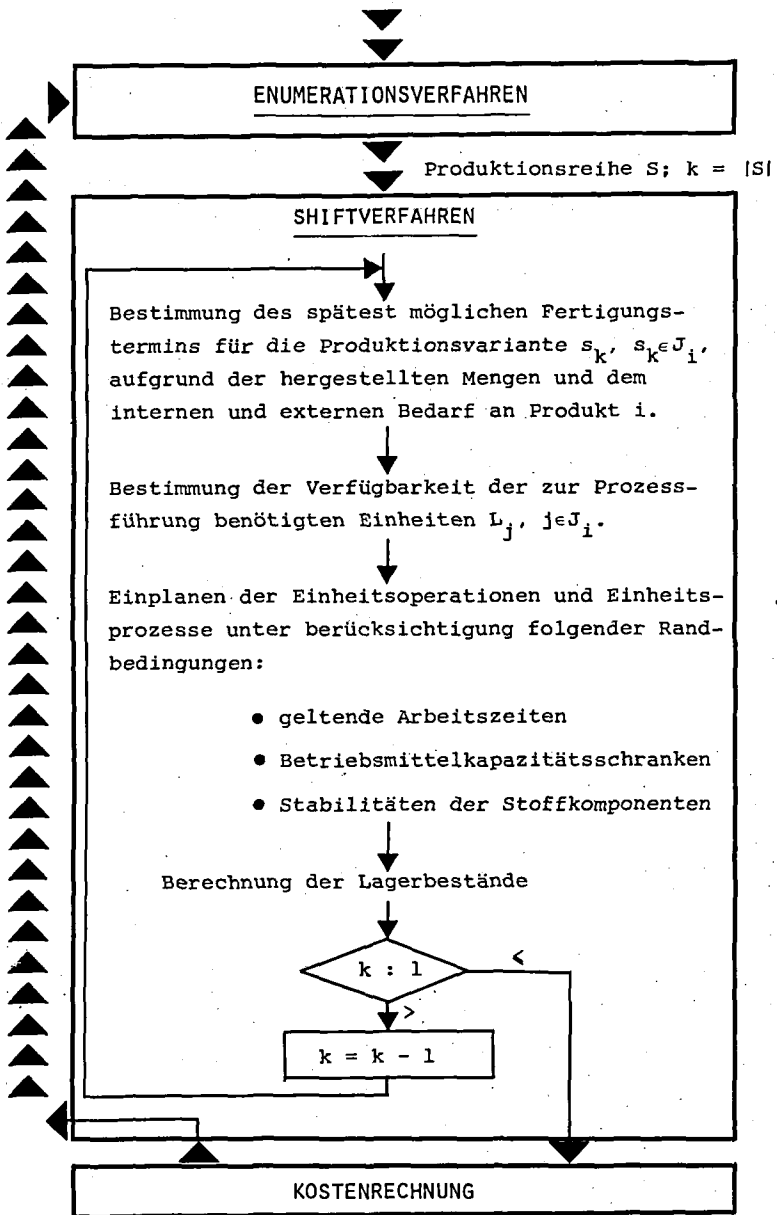 ENUMERATIONSVERFAHREN
Produktionsreihe S; k = |S|
SHIFTVERFAHREN
Bestimmung des spätest möglichen Fertigungs-
termins für die Produktionsvariante s_k, s_k∈J_i,
aufgrund der hergestellten Mengen und dem
internen und externen Bedarf an Produkt i.
Bestimmung der Verfügbarkeit der zur Prozess-
führung benötigten Einheiten L_j, j∈J_i.
Einplanen der Einheitsoperationen und Einheits-
prozesse unter berücksichtigung folgender Rand-
bedingungen:
• geltende Arbeitszeiten
• Betriebsmittelkapazitätsschranken
• Stabilitäten der Stoffkomponenten
Berechnung der Lagerbestände
<
k : 1
>
k = k - 1
KOSTENRECHNUNG